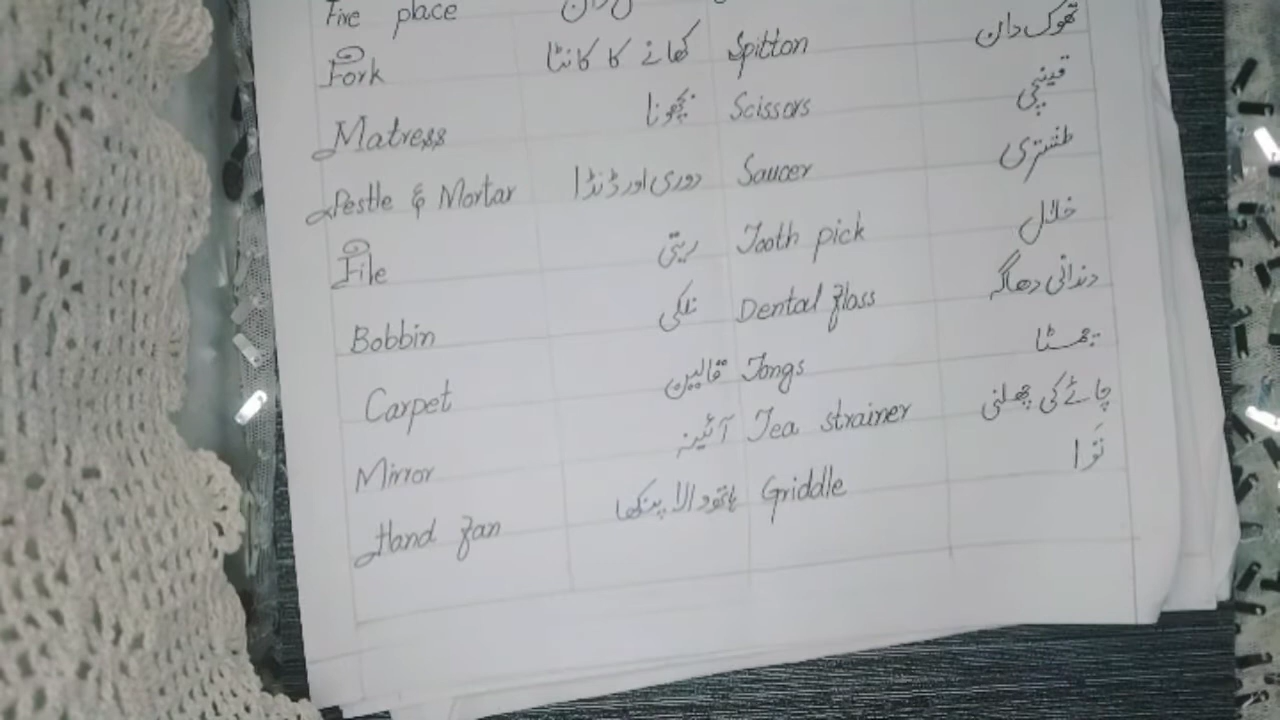 Fire place
Fork کھانے کا کانٹا Spitton تھوک دان
Matress بچھونا Scissors قینچی
Pestle & Mortar دوری اور ڈنڈا Saucer طشتری
File ریتی Tooth pick خلال
Bobbin نلکی Dental floss دندانی دھاگہ
Carpet قالین Tongs چمٹا
Mirror آئینہ Tea strainer چائے کی چھلنی
Hand fan ہاتھ والا پنکھا Griddle تَوا